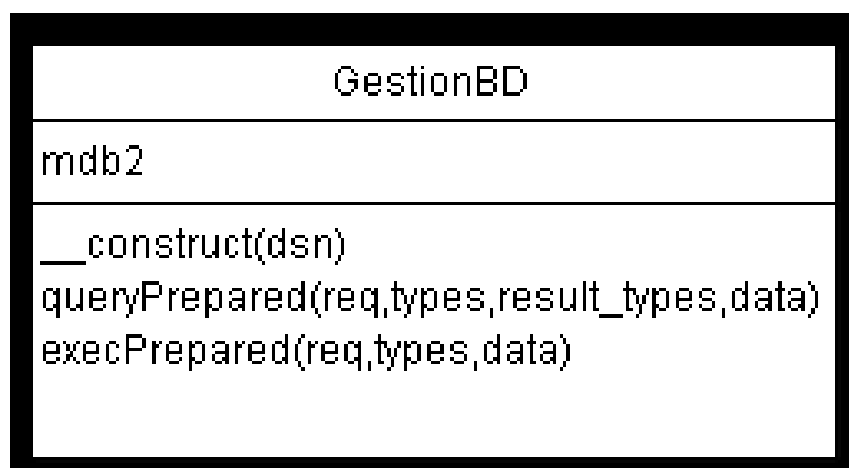 GestionBD
mdb2
__construct(dsn)
queryPrepared(req,types,result_types,data)
execPrepared(req,types,data)